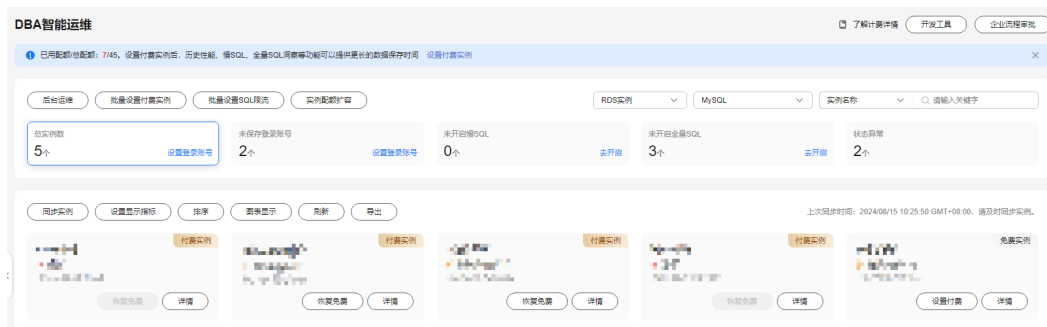 DBA智能运维
了解计费详情 开发工具 企业流程审批
已用配额/总配额：7/45。设置付费实例后，历史性能、慢SQL、全量SQL洞察等功能可以提供更长的数据保存时间 设置付费实例
后台运维 批量设置付费实例 批量设置SQL限流 实例配额扩容 RDS实例 MySQL 实例名称 请输入关键字
总实例数 未保存登录账号 未开启慢SQL 未开启全量SQL 状态异常
5个 设置登录账号 2个 设置登录账号 0个 去开启 3个 去开启 2个
同步实例 设置显示指标 排序 图表显示 刷新 导出 上次同步时间：2024/08/15 10:25:50 GMT+08:00，请及时同步实例。
付费实例 付费实例 付费实例 付费实例 免费实例
恢复免费 详情 恢复免费 详情 恢复免费 详情 恢复免费 详情 设置付费 详情